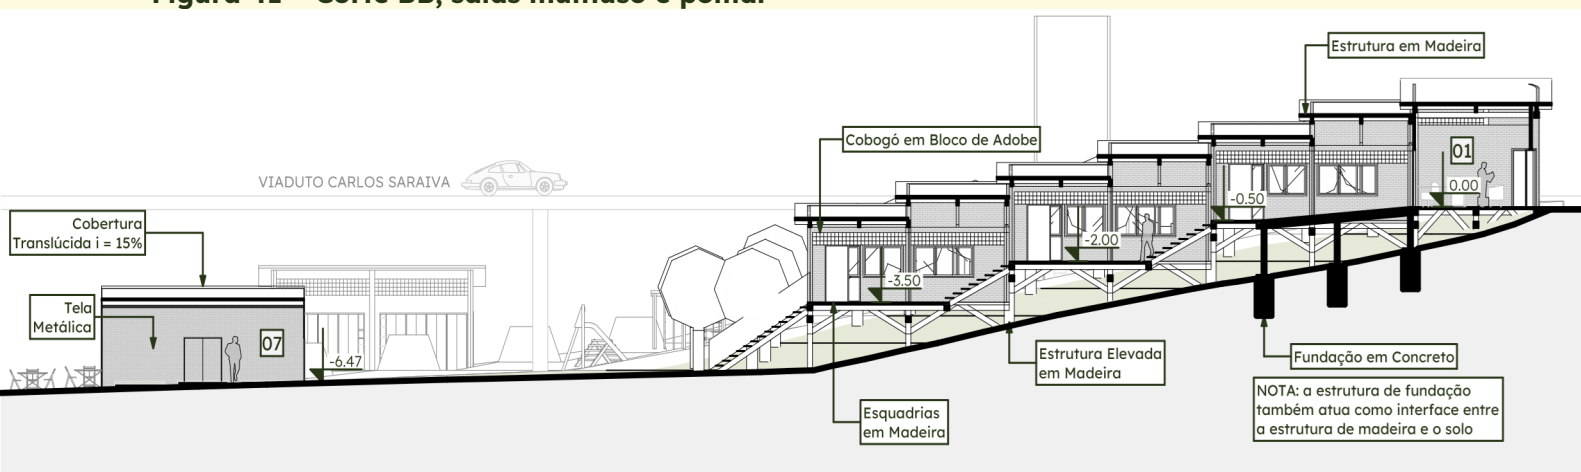 Figura 41 – Corte BB, salas multiuso e pomar
Estrutura em Madeira
Cobogó em Bloco de Adobe
01
0.00
VIADUTO CARLOS SARAIVA
-0.50
Cobertura
Translúcida i = 15%
-2.00
-3.50
Tela
Metálica
07
-6.47
Estrutura Elevada
em Madeira
Fundação em Concreto
NOTA: a estrutura de fundação
também atua como interface entre
a estrutura de madeira e o solo
Esquadrias
em Madeira